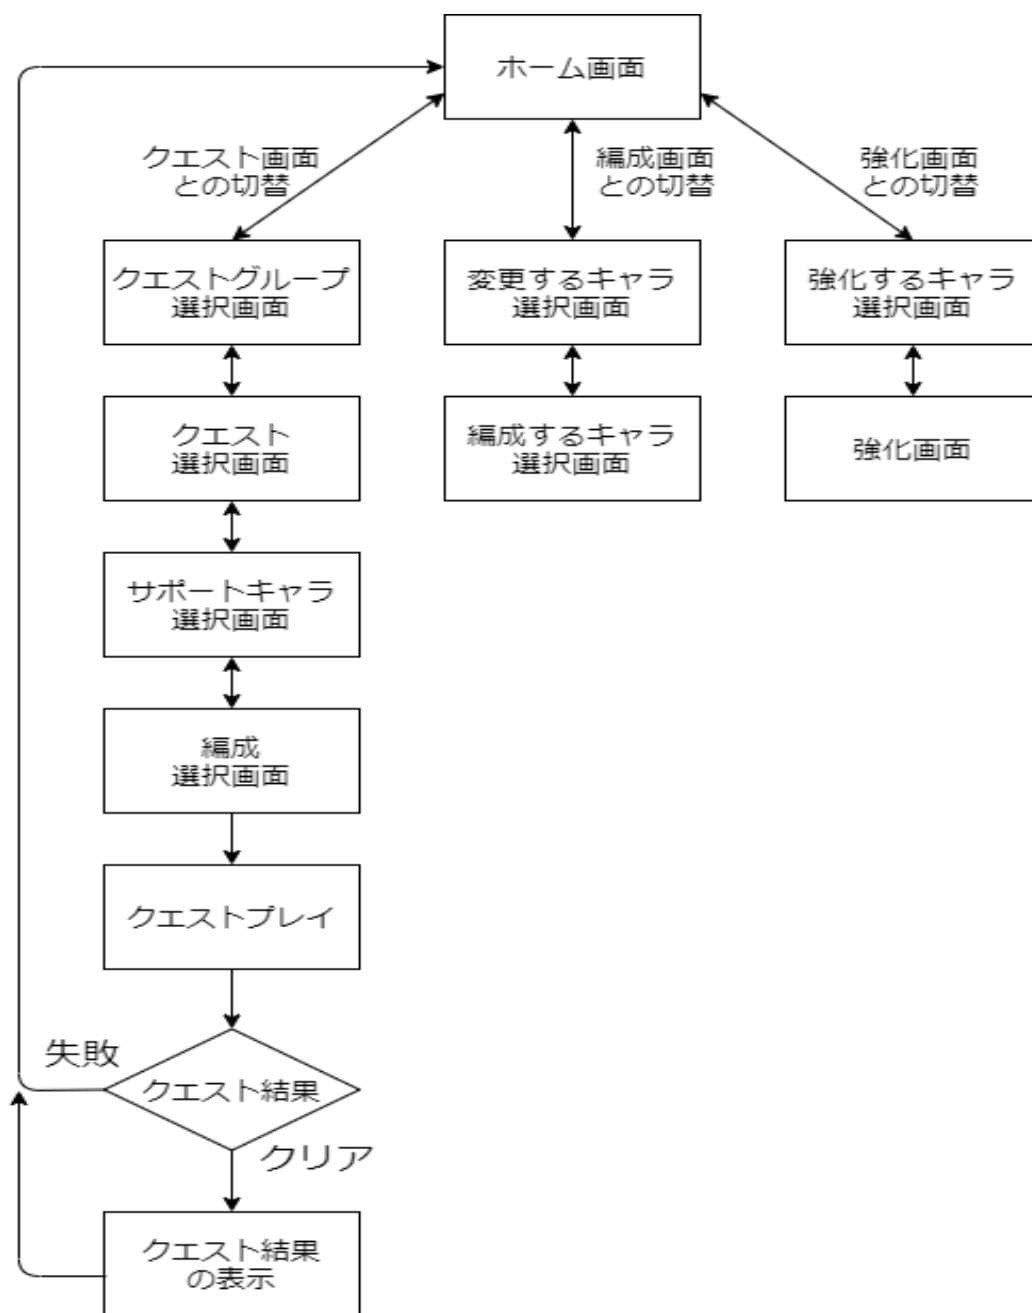 ホーム画面
クエスト画面
との切替
編成画面
との切替
強化画面
との切替
クエストグループ
選択画面
変更するキャラ
選択画面
強化するキャラ
選択画面
クエスト
選択画面
編成するキャラ
選択画面
強化画面
サポートキャラ
選択画面
編成
選択画面
クエストプレイ
失敗
クエスト結果
クリア
クエスト結果
の表示